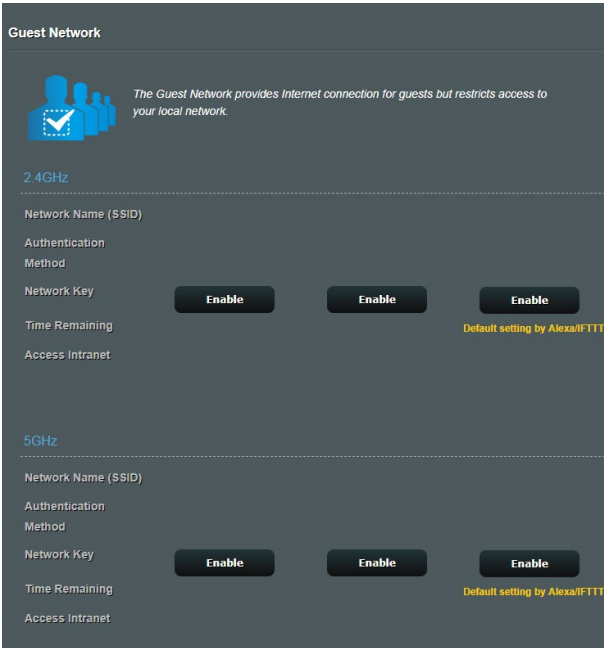 Guest Network
The Guest Network provides Internet connection for guests but restricts access to
your local network.
2.4GHz
Network Name (SSID)
Authentication
Method
Network Key
Enable Enable Enable
Time Remaining
Default setting by Alexa/IFTTT
Access Intranet
5GHz
Network Name (SSID)
Authentication
Method
Network Key
Enable Enable Enable
Time Remaining
Default setting by Alexa/IFTTT
Access Intranet